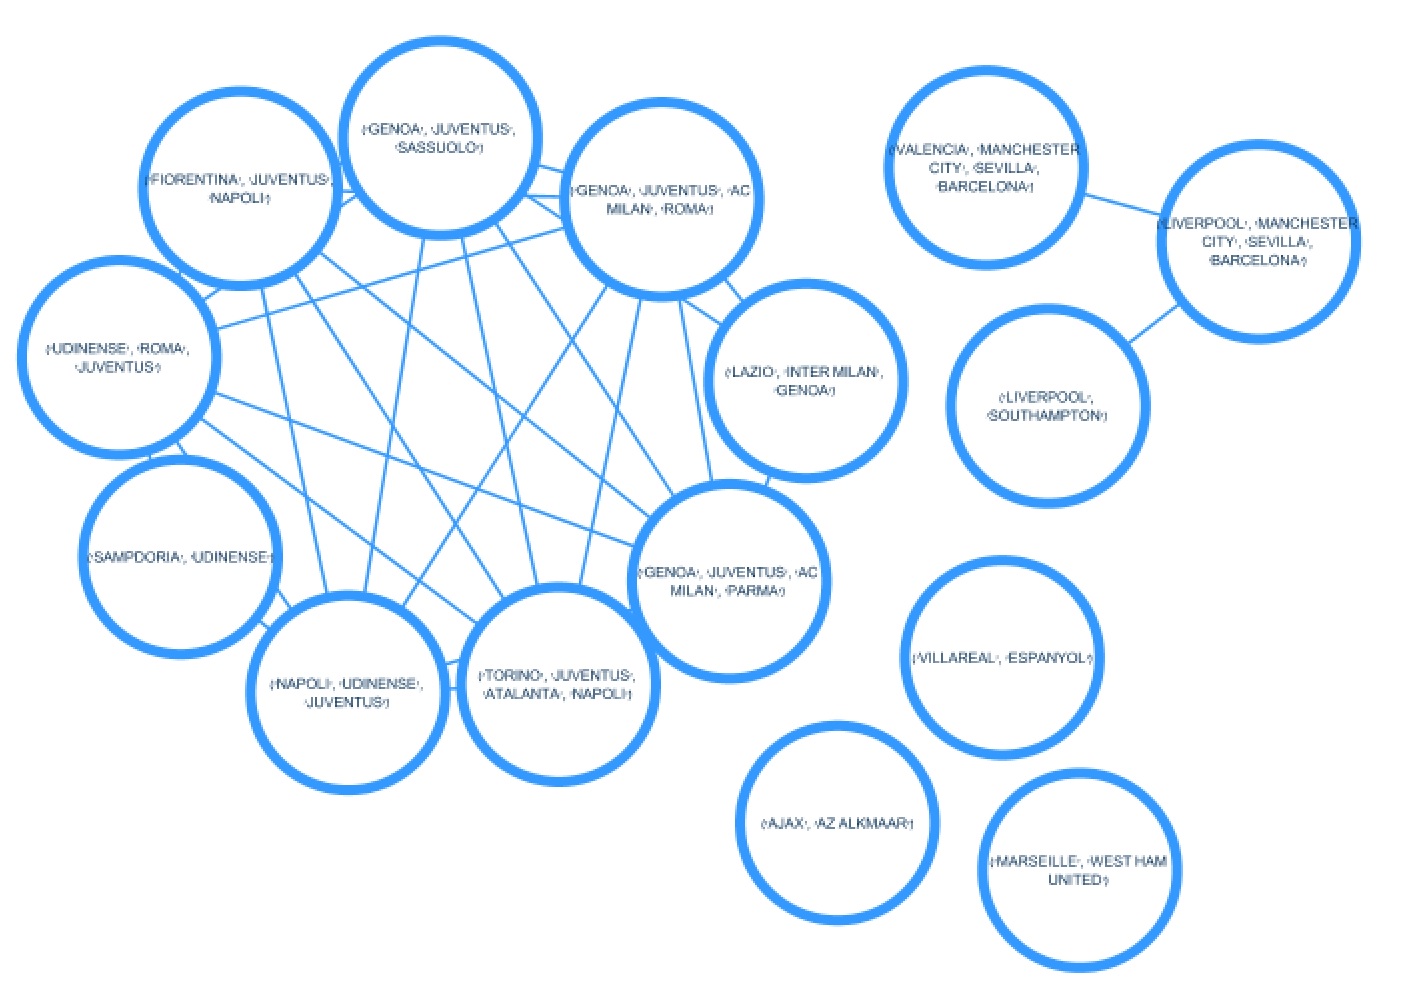 {'GENOA', 'JUVENTUS',
'SASSUOLO'}
{'FIORENTINA', 'JUVENTUS',
'NAPOLI'}
{'GENOA', 'JUVENTUS', 'AC
MILAN', 'ROMA'}
{'VALENCIA', 'MANCHESTER
CITY', 'SEVILLA',
'BARCELONA'}
{'LIVERPOOL', 'MANCHESTER
CITY', 'SEVILLA',
'BARCELONA'}
{'UDINENSE', 'ROMA',
'JUVENTUS'}
{'LAZIO', 'INTER MILAN',
'GENOA'}
{'LIVERPOOL',
'SOUTHAMPTON'}
{'SAMPDORIA', 'UDINENSE'}
{'GENOA', 'JUVENTUS', 'AC
MILAN', 'PARMA'}
{'NAPOLI', 'UDINENSE',
'JUVENTUS'}
{'TORINO', 'JUVENTUS',
'ATALANTA', 'NAPOLI'}
{'VILLAREAL', 'ESPANYOL'}
{'AJAX', 'AZ ALKMAAR'}
{'MARSEILLE', 'WEST HAM
UNITED'}